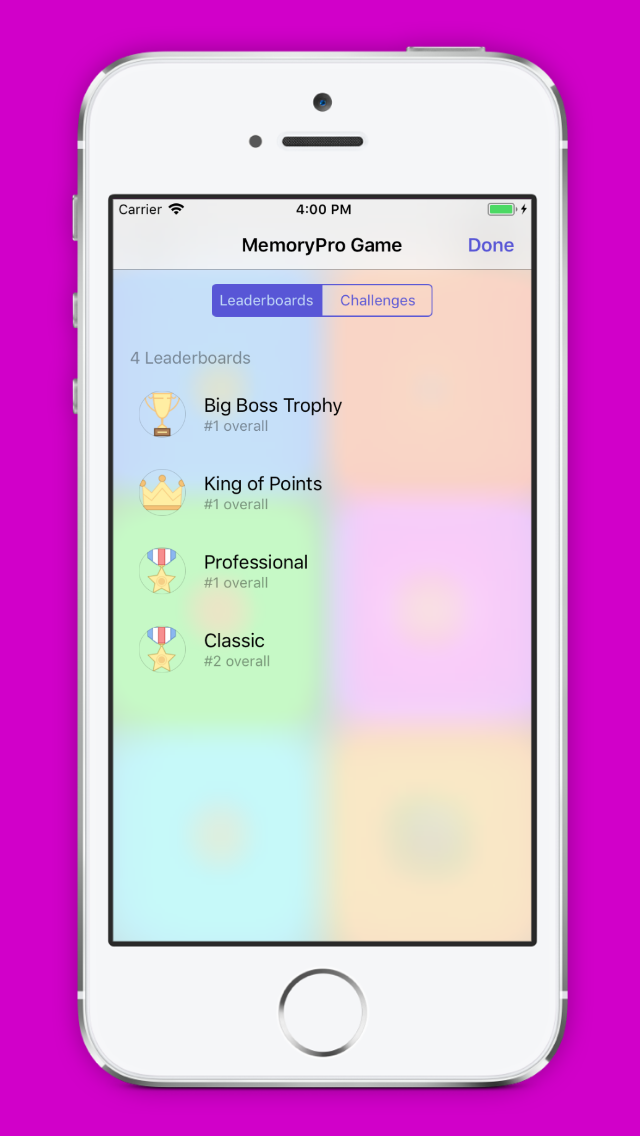 Carrier 4:00 PM
MemoryPro Game Done
Leaderboards Challenges
4 Leaderboards
Big Boss Trophy
#1 overall
King of Points
#1 overall
Professional
#1 overall
Classic
#2 overall